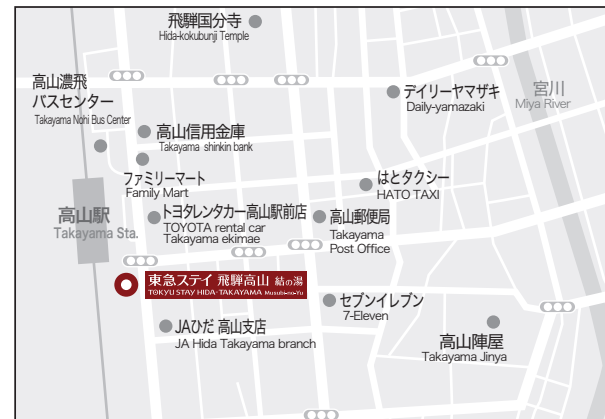 飛騨国分寺
Hida-kokubunji Temple
高山濃飛
バスセンター
Takayama Nohi Bus Center
デイリーヤマザキ
Daily-yamazaki
宮川
Miya River
高山信用金庫
Takayama shinkin bank
ファミリーマート
Family Mart
はとタクシー
HATO TAXI
高山駅
Takayama Sta.
トヨタレンタカー高山駅前店
TOYOTA rental car
Takayama ekimae
高山郵便局
Takayama
Post Office
東急ステイ 飛騨高山 結の湯
TOKYU STAY HIDA-TAKAYAMA Musubi-no-Yu
セブンイレブン
7-Eleven
JAひだ 高山支店
JA Hida Takayama branch
高山陣屋
Takayama Jinya